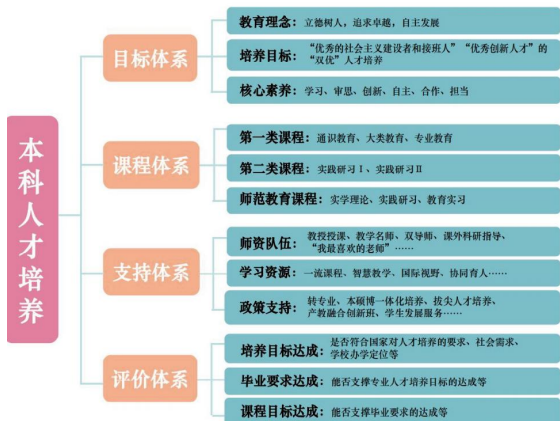 本科人才培养
目标体系
教育理念：立德树人，追求卓越，自主发展
培养目标：“优秀的社会主义建设者和接班人”“优秀创新人才”的
“双优”人才培养
核心素养：学习、审思、创新、自主、合作、担当
课程体系
第一类课程：通识教育、大类教育、专业教育
第二类课程：实践研习Ⅰ、实践研习Ⅱ
师范教育课程：实学理论、实践研习、教育实习
支持体系
师资队伍：教授授课、教学名师、双导师、课外科研指导、
“我最喜欢的老师”……
学习资源：一流课程、智慧教学、国际视野、协同育人……
政策支持：转专业、本硕博一体化培养、拔尖人才培养、
产教融合创新班、学生发展服务……
评价体系
培养目标达成：是否符合国家对人才培养的要求、社会需求、
学校办学定位等
毕业要求达成：能否支撑专业人才培养目标的达成等
课程目标达成：能否支撑毕业要求的达成等